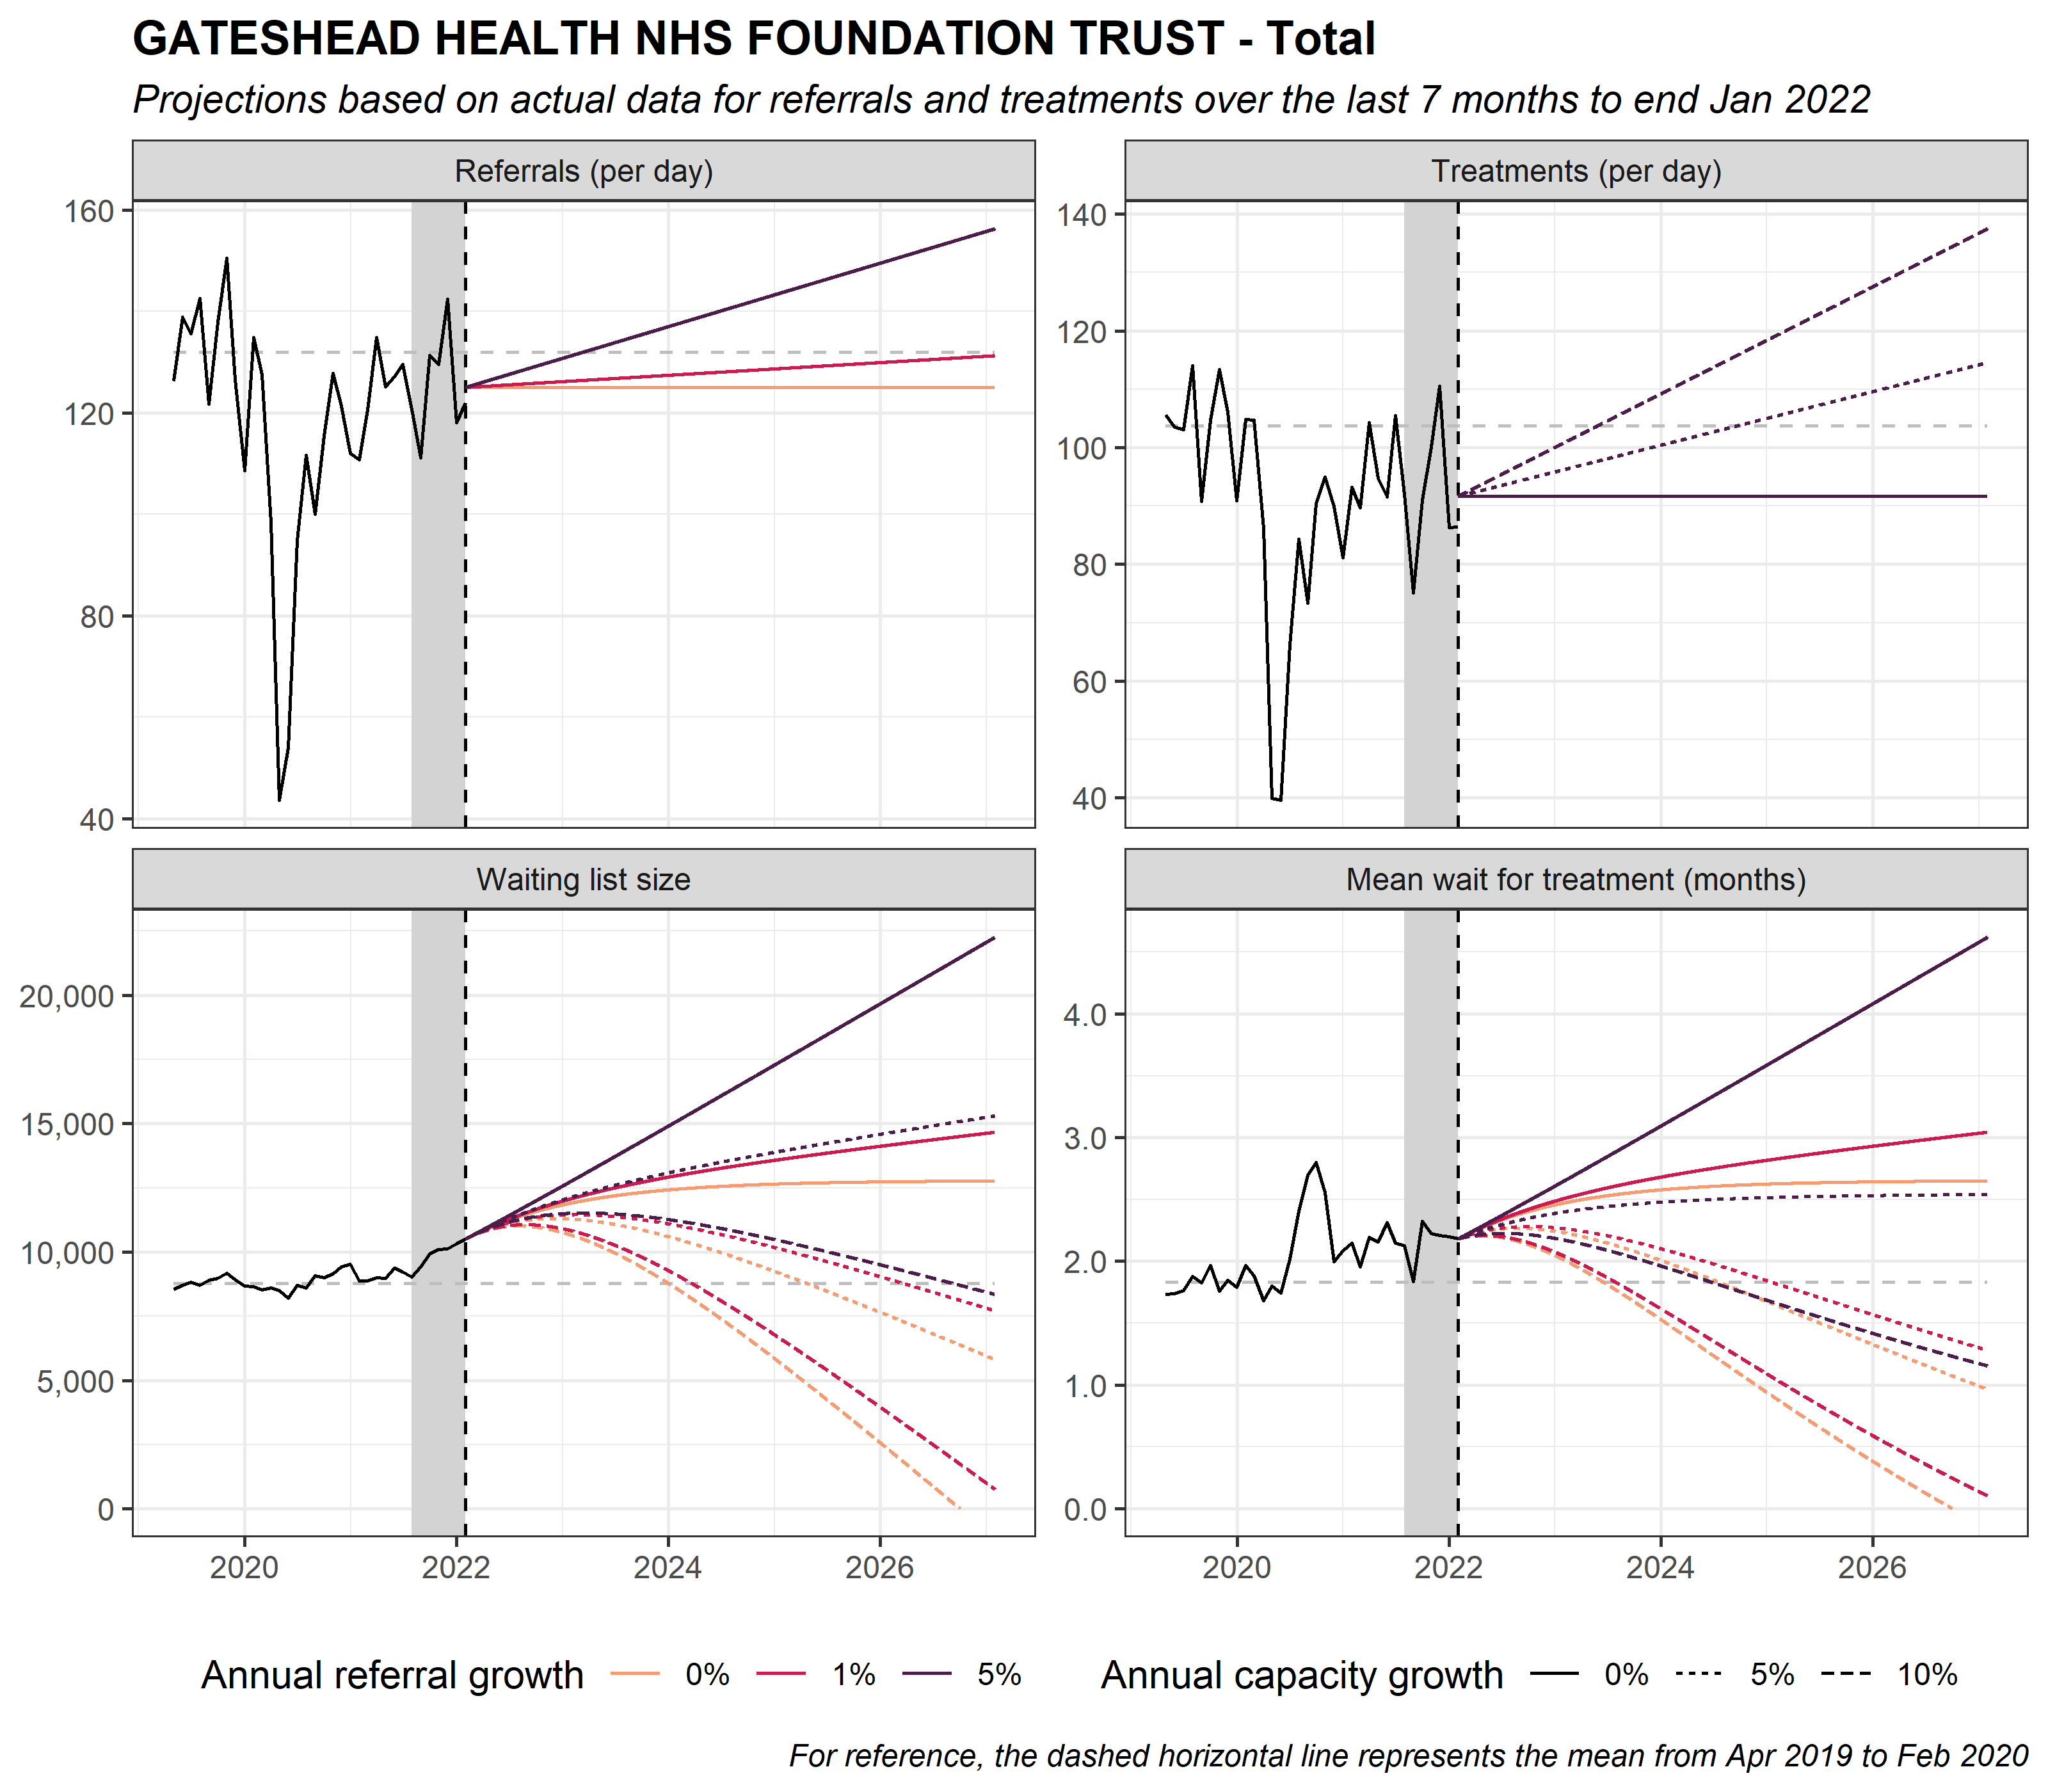 GATESHEAD HEALTH NHS FOUNDATION TRUST - Total
Projections based on actual data for referrals and treatments over the last 7 months to end Jan 2022
Referrals (per day)
160
120
80
40
Treatments (per day)
140
120
100
80
60
40
Waiting list size
20,000
15,000
10,000
5,000
0
2020 2022 2024 2026
Mean wait for treatment (months)
4.0
3.0
2.0
1.0
0.0
2020 2022 2024 2026
Annual referral growth 0% 1% 5%
Annual capacity growth 0% 5% 10%
For reference, the dashed horizontal line represents the mean from Apr 2019 to Feb 2020